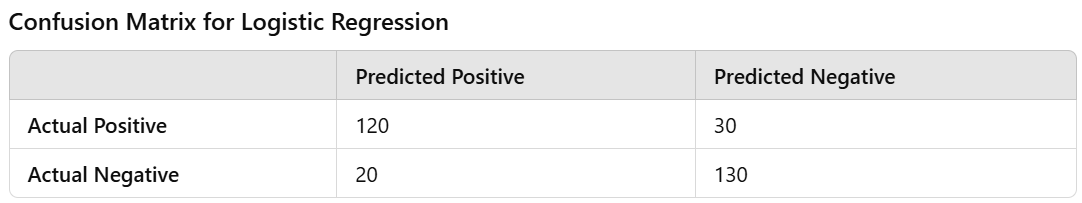 Confusion Matrix for Logistic Regression
Predicted Positive Predicted Negative
Actual Positive 120 30
Actual Negative 20 130